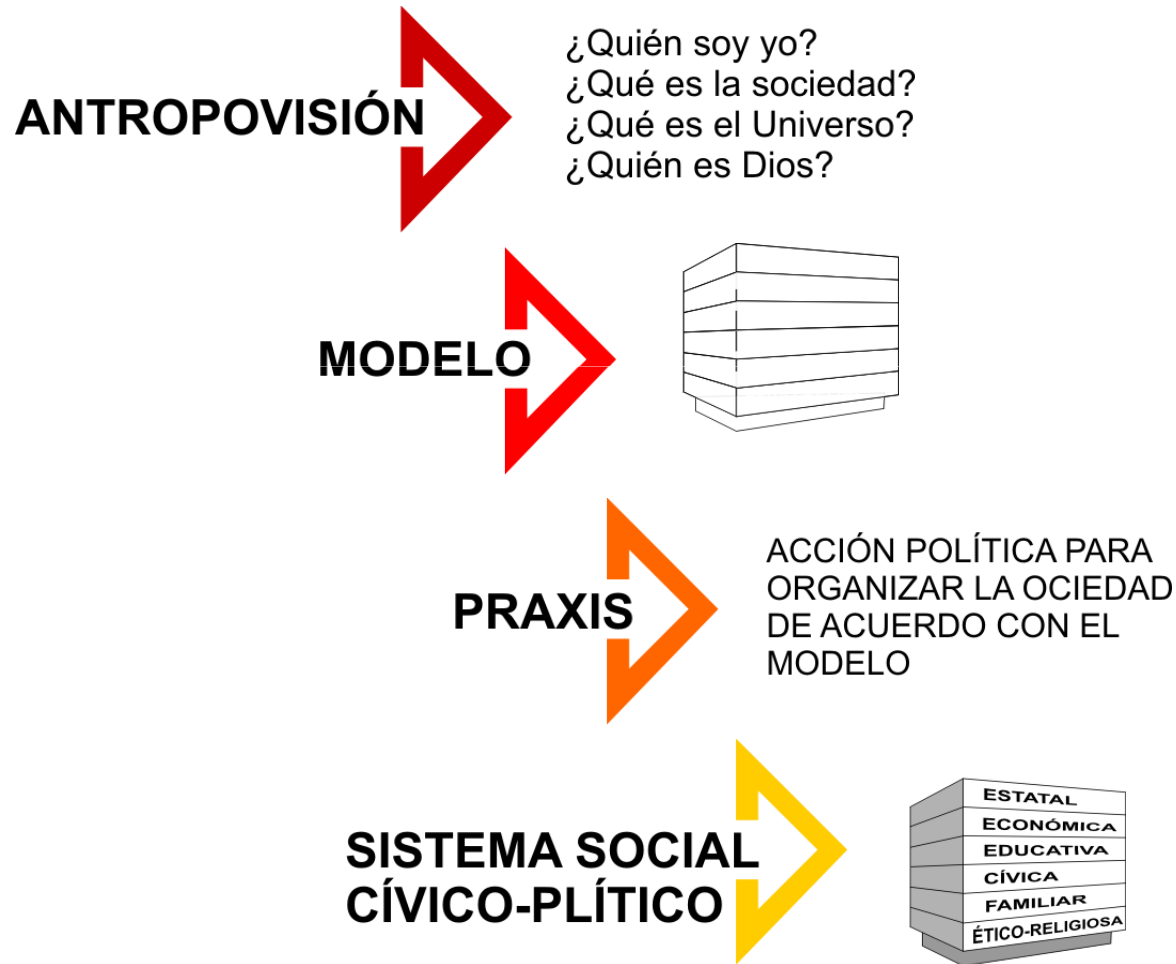 ANTROPOVISIÓN
¿Quién soy yo?
¿Qué es la sociedad?
¿Qué es el Universo?
¿Quién es Dios?
MODELO
PRAXIS
ACCIÓN POLÍTICA PARA
ORGANIZAR LA OCIEDAD
DE ACUERDO CON EL
MODELO
SISTEMA SOCIAL
CÍVICO-PLÍTICO
ESTATAL
ECONÓMICA
EDUCATIVA
CÍVICA
FAMILIAR
ÉTICO-RELIGIOSA